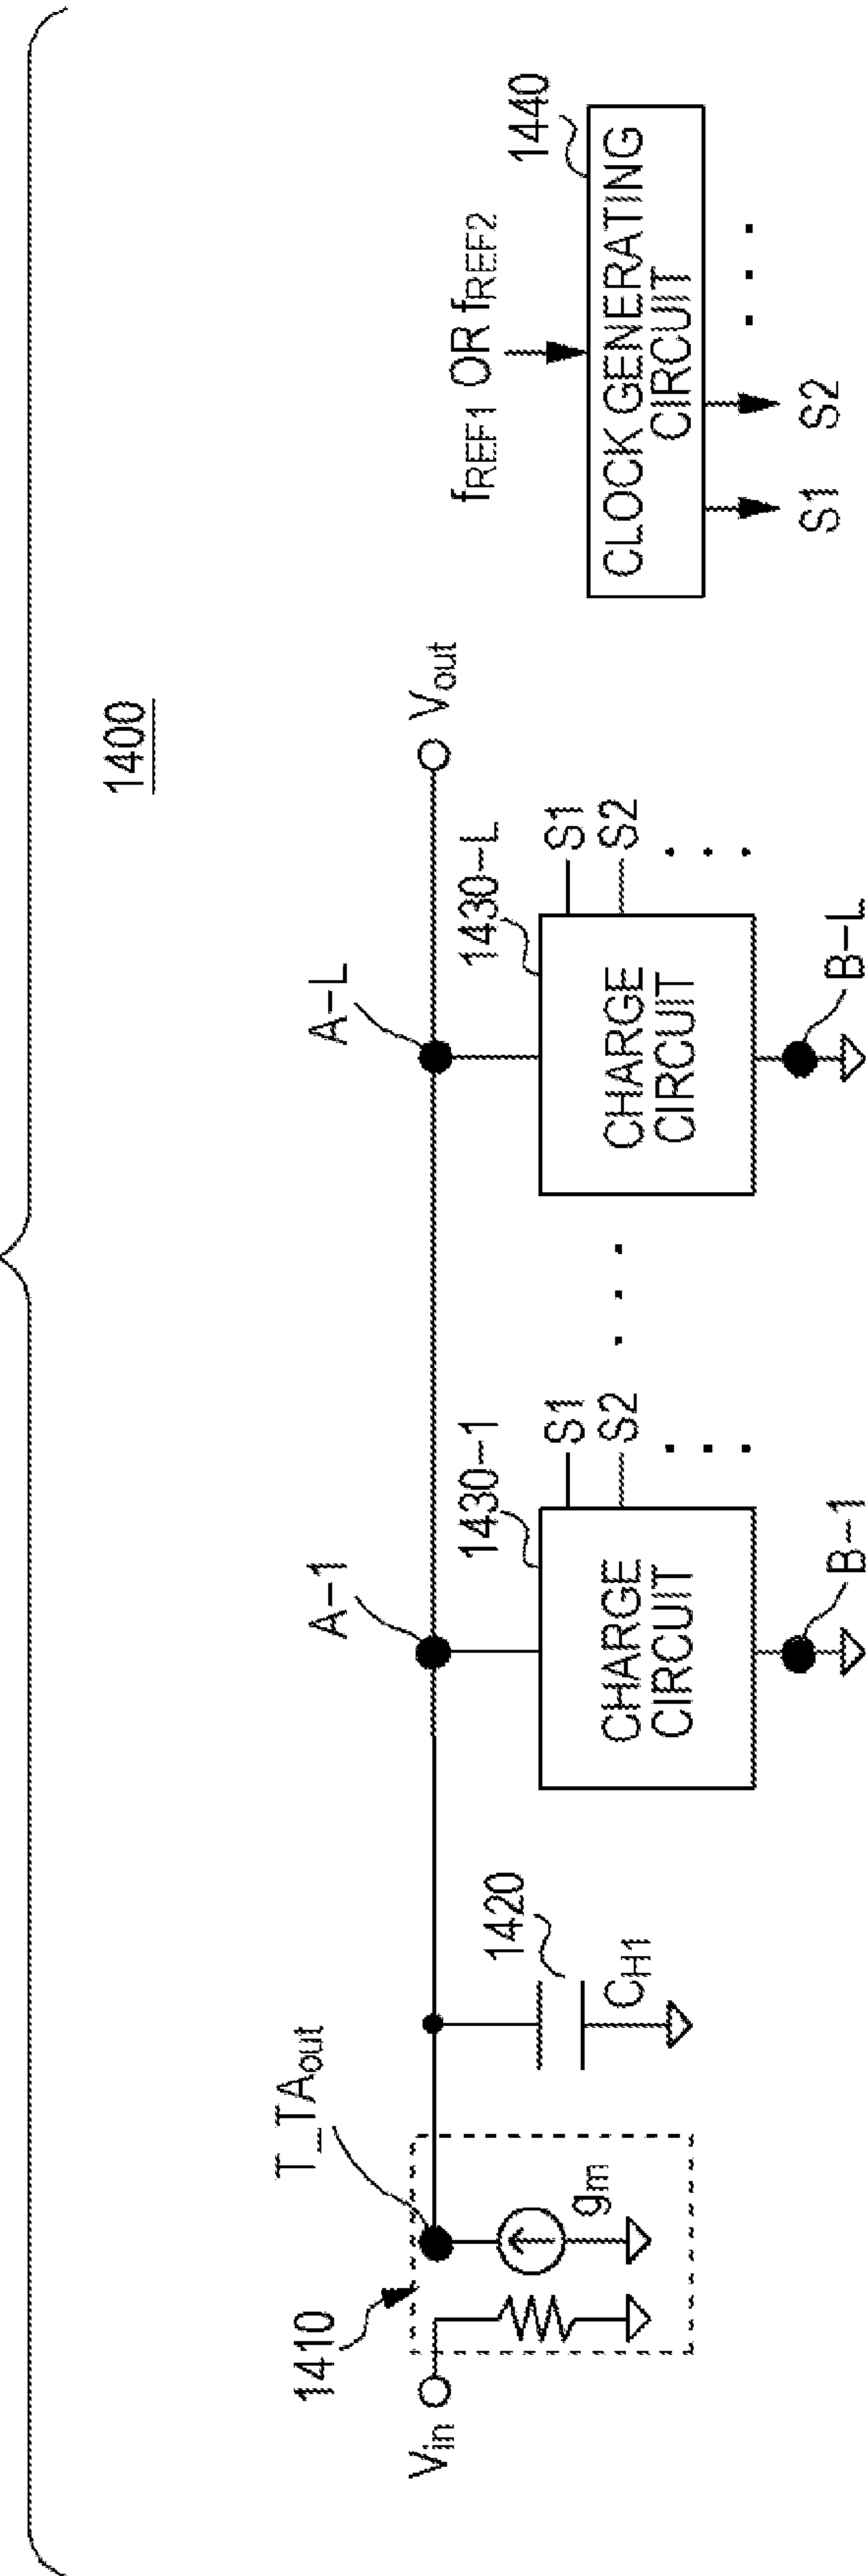 1400
T_TAout
A-1
A-L
1410
Vin
gm
1420
CH1
1430-1
CHARGE
CIRCUIT
S1
S2
. . .
B-1
. . .
1430-L
CHARGE
CIRCUIT
S1
S2
. . .
B-L
Vout
fREF1 OR fREF2
1440
CLOCK GENERATING
CIRCUIT
S1
S2
. . .